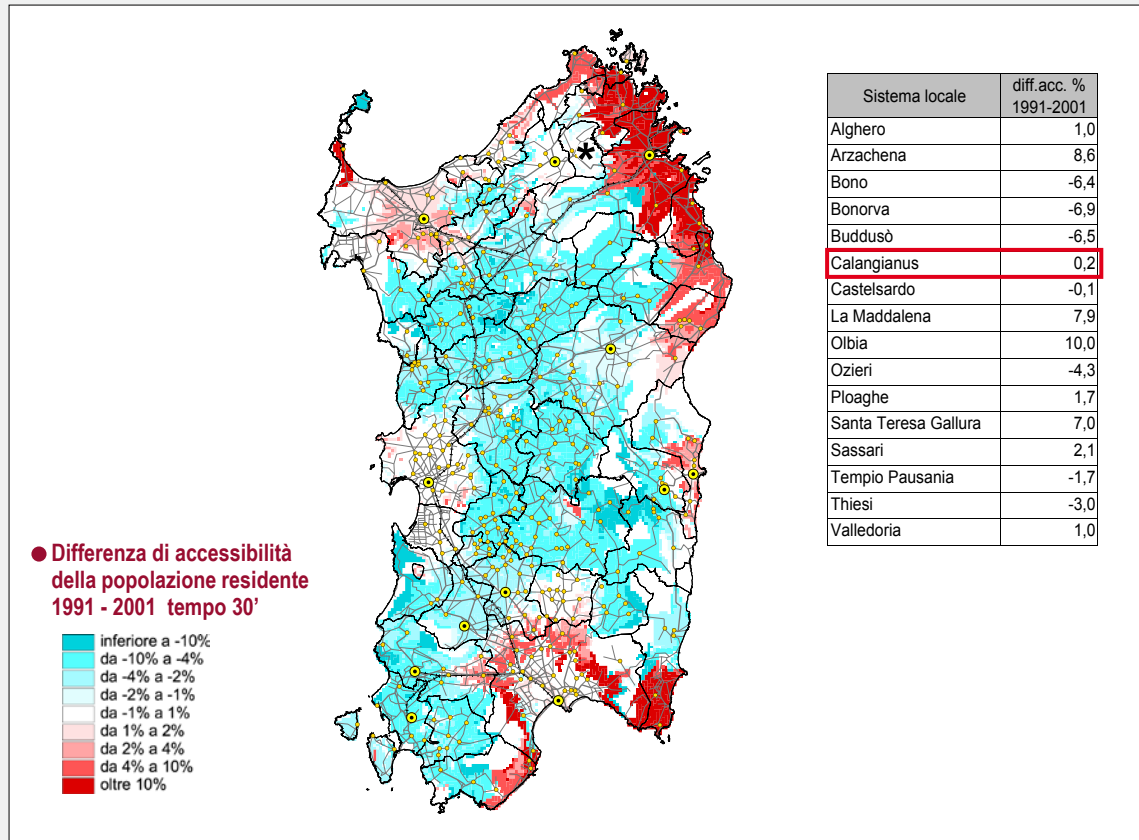 Sistema locale diff.acc. % 1991-2001
Alghero 1,0
Arzachena 8,6
Bono -6,4
Bonorva -6,9
Buddusò -6,5
Calangianus 0,2
Castelsardo -0,1
La Maddalena 7,9
Olbia 10,0
Ozieri -4,3
Ploaghe 1,7
Santa Teresa Gallura 7,0
Sassari 2,1
Tempio Pausania -1,7
Thiesi -3,0
Valledoria 1,0
*
● Differenza di accessibilità
della popolazione residente
1991 - 2001 tempo 30’
inferiore a -10%
da -10% a -4%
da -4% a -2%
da -2% a -1%
da -1% a 1%
da 1% a 2%
da 2% a 4%
da 4% a 10%
oltre 10%